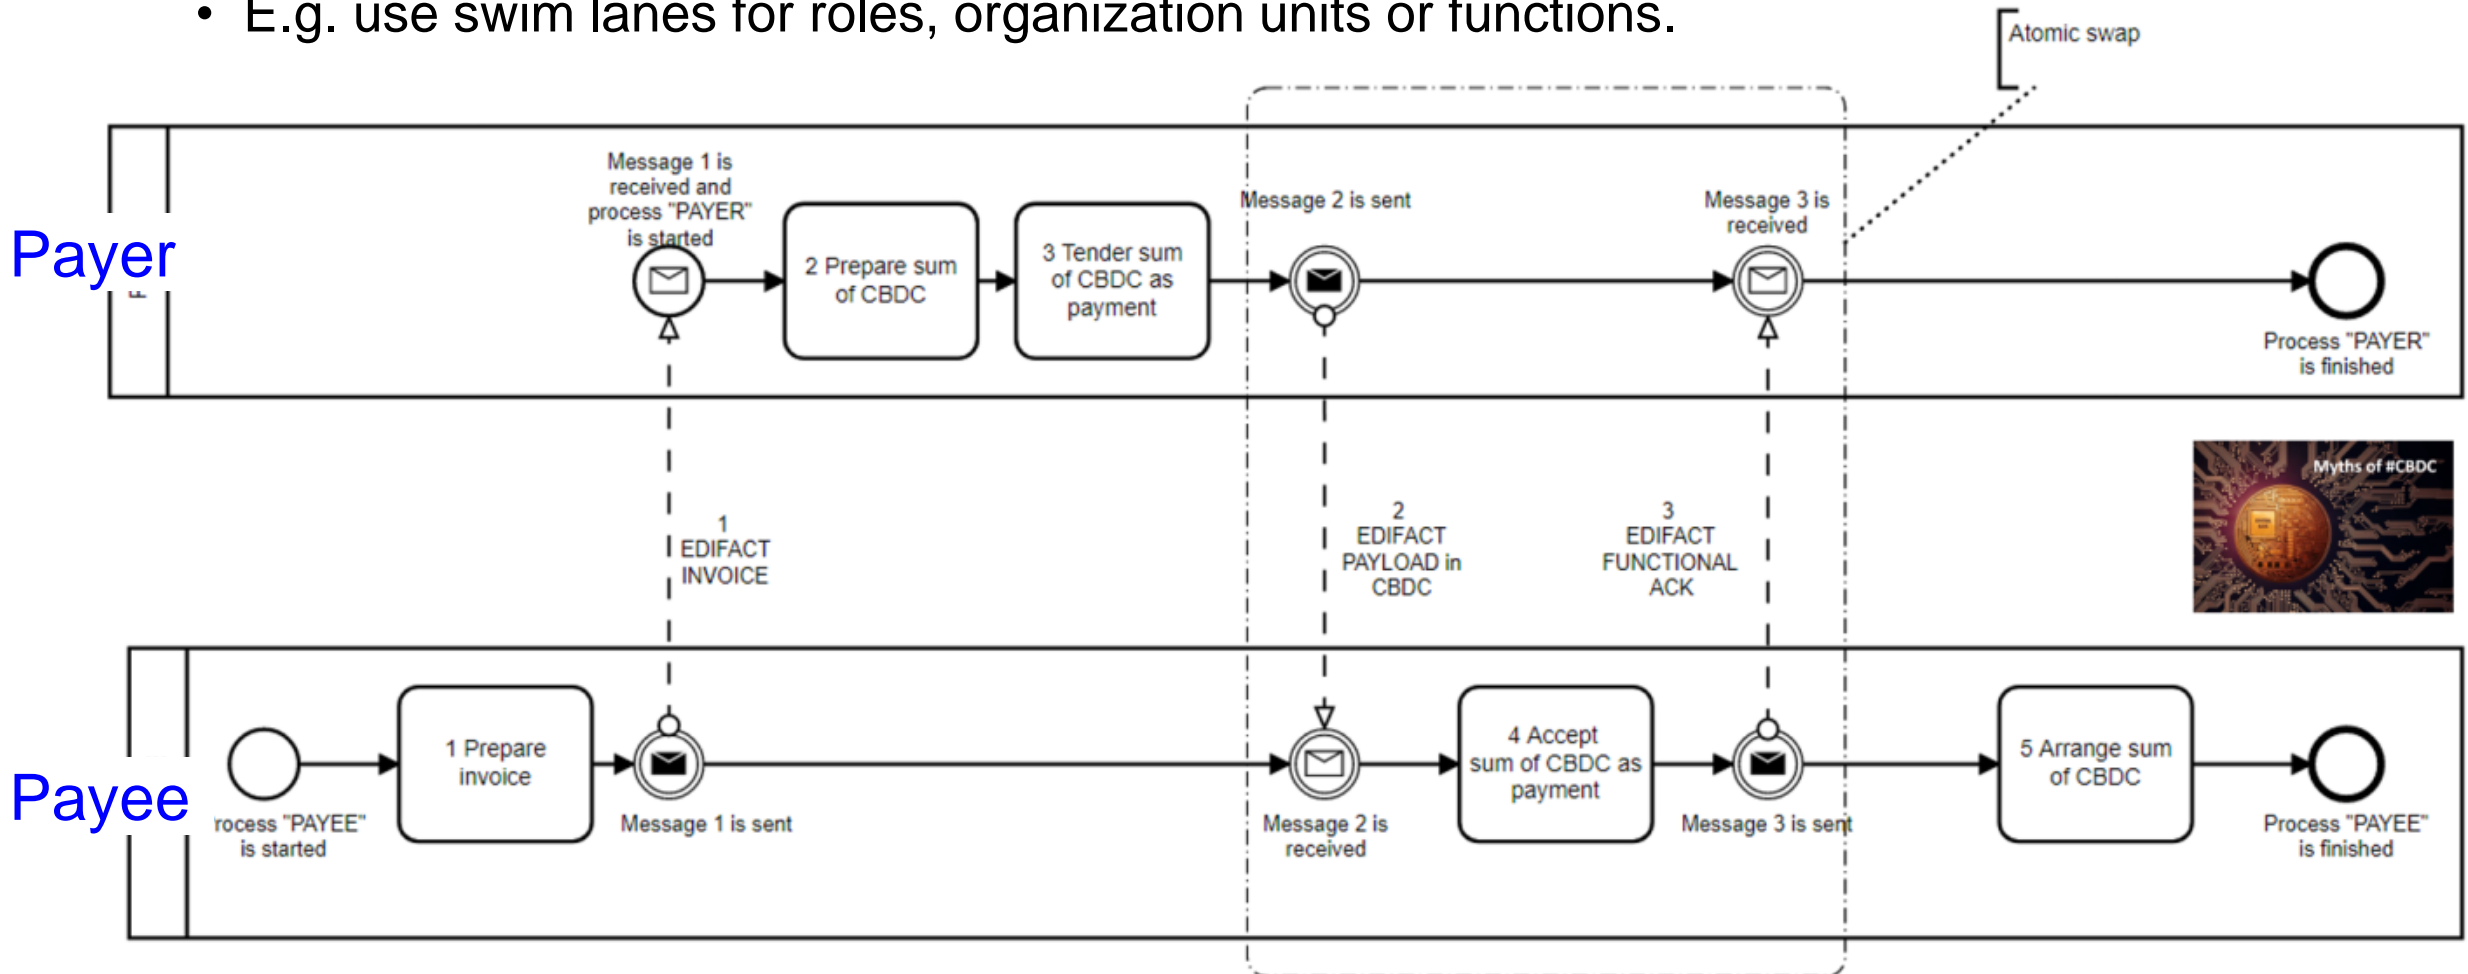 • E.g. use swim lanes for roles, organization units or functions.
Atomic swap
Payer
Message 1 is
received and
process "PAYER"
is started
2 Prepare sum
of CBDC
3 Tender sum
of CBDC as
payment
Message 2 is sent
Message 3 is
received
Process "PAYER"
is finished
1
EDIFACT
INVOICE
2
EDIFACT
PAYLOAD in
CBDC
3
EDIFACT
FUNCTIONAL
ACK
Myths of #CBDC
Payee
rocess "PAYEE"
is started
1 Prepare
invoice
Message 1 is sent
Message 2 is
received
4 Accept
sum of CBDC as
payment
Message 3 is sent
5 Arrange sum
of CBDC
Process "PAYEE"
is finished